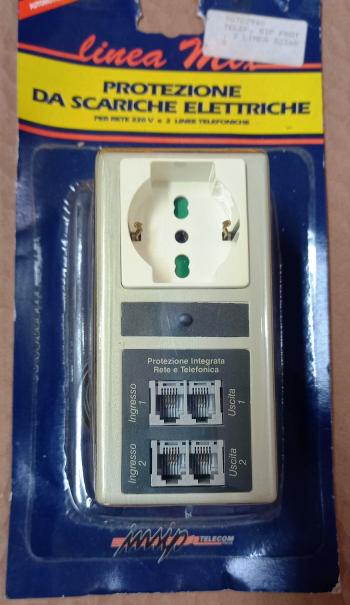 linea Mix
PROTEZIONE
DA SCARICHE ELETTRICHE
PER RETE 220 V e 2 LINEE TELEFONICHE
Protezione Integrata
Rete e Telefonica
Ingresso
1
Uscita
1
Ingresso
2
Uscita
2
TELECOM